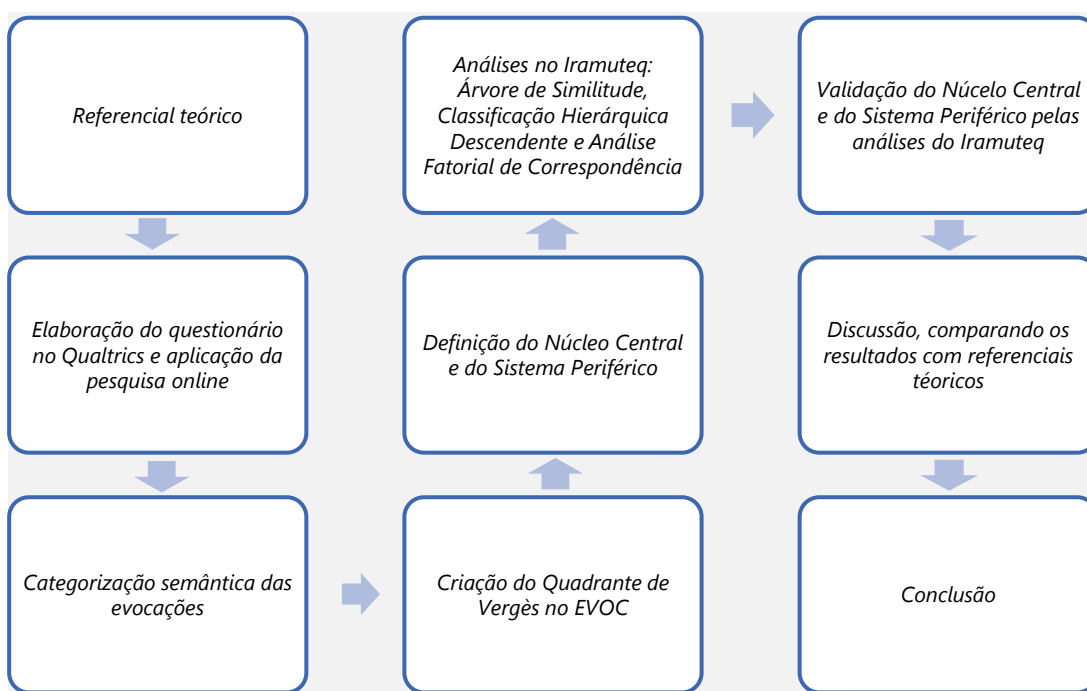 Referencial teórico
Elaboração do questionário
no Qualtrics e aplicação da
pesquisa online
Categorização semântica das
evocações
Criação do Quadrante de
Vergès no EVOC
Definição do Núcleo Central
e do Sistema Periférico
Análises no Iramuteq:
Árvore de Similitude,
Classificação Hierárquica
Descendente e Análise
Fatorial de Correspondência
Validação do Núcelo Central
e do Sistema Periférico pelas
análises do Iramuteq
Discussão, comparando os
resultados com referenciais
téoricos
Conclusão